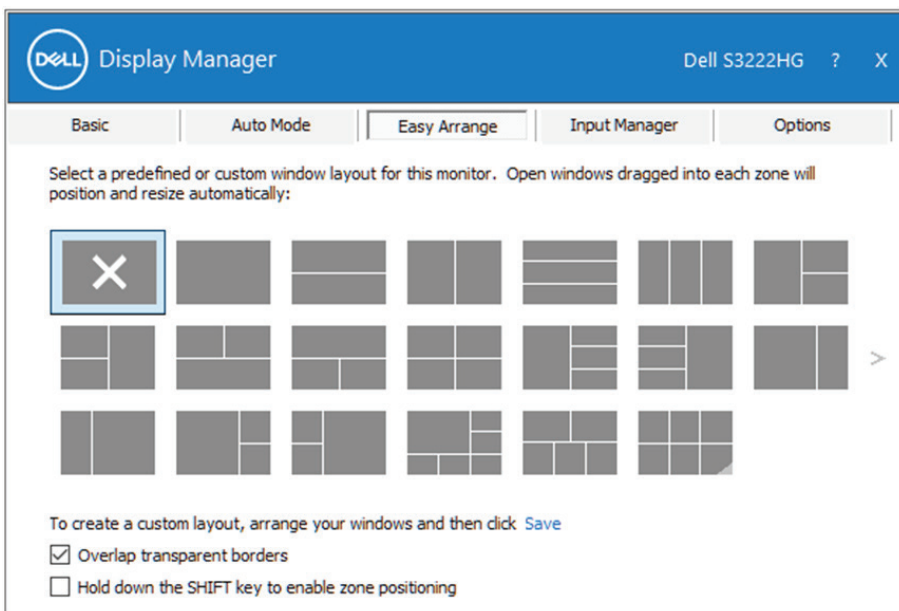 DELL Display Manager Dell S3222HG ? X
Basic Auto Mode Easy Arrange Input Manager Options
Select a predefined or custom window layout for this monitor. Open windows dragged into each zone will
position and resize automatically:
>
To create a custom layout, arrange your windows and then click Save
Overlap transparent borders
Hold down the SHIFT key to enable zone positioning